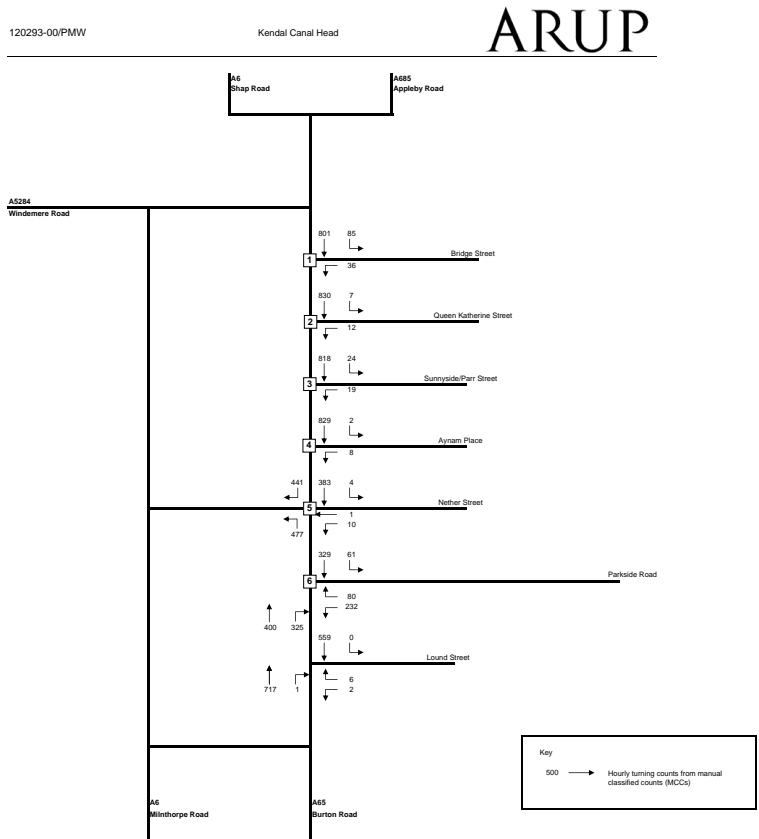 120293-00/PMW
Kendal Canal Head
ARUP
A6
Shap Road
A685
Appleby Road
A5284
Windemere Road
801 85
Bridge Street
1
36
830 7
Queen Katherine Street
2
12
818 24
Sunnyside/Parr Street
3
19
829 2
Aynam Place
4
8
441 383 4
Nether Street
5
1
10
477
329 61
Parkside Road
6
80
232
400 325
559 0
Lound Street
6
717 1 2
Key
500 Hourly turning counts from manual
classified counts (MCCs)
A6
Milnthorpe Road
A65
Burton Road